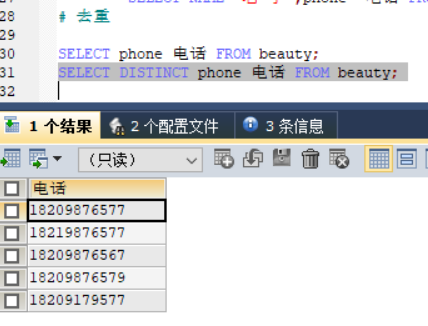 28 # 去重
29
30 SELECT phone 电话 FROM beauty;
31 SELECT DISTINCT phone 电话 FROM beauty;
32
1 个结果 2 个配置文件 3 条信息
（只读）
电话
18209876577
18219876577
18209876567
18209876579
18209179577